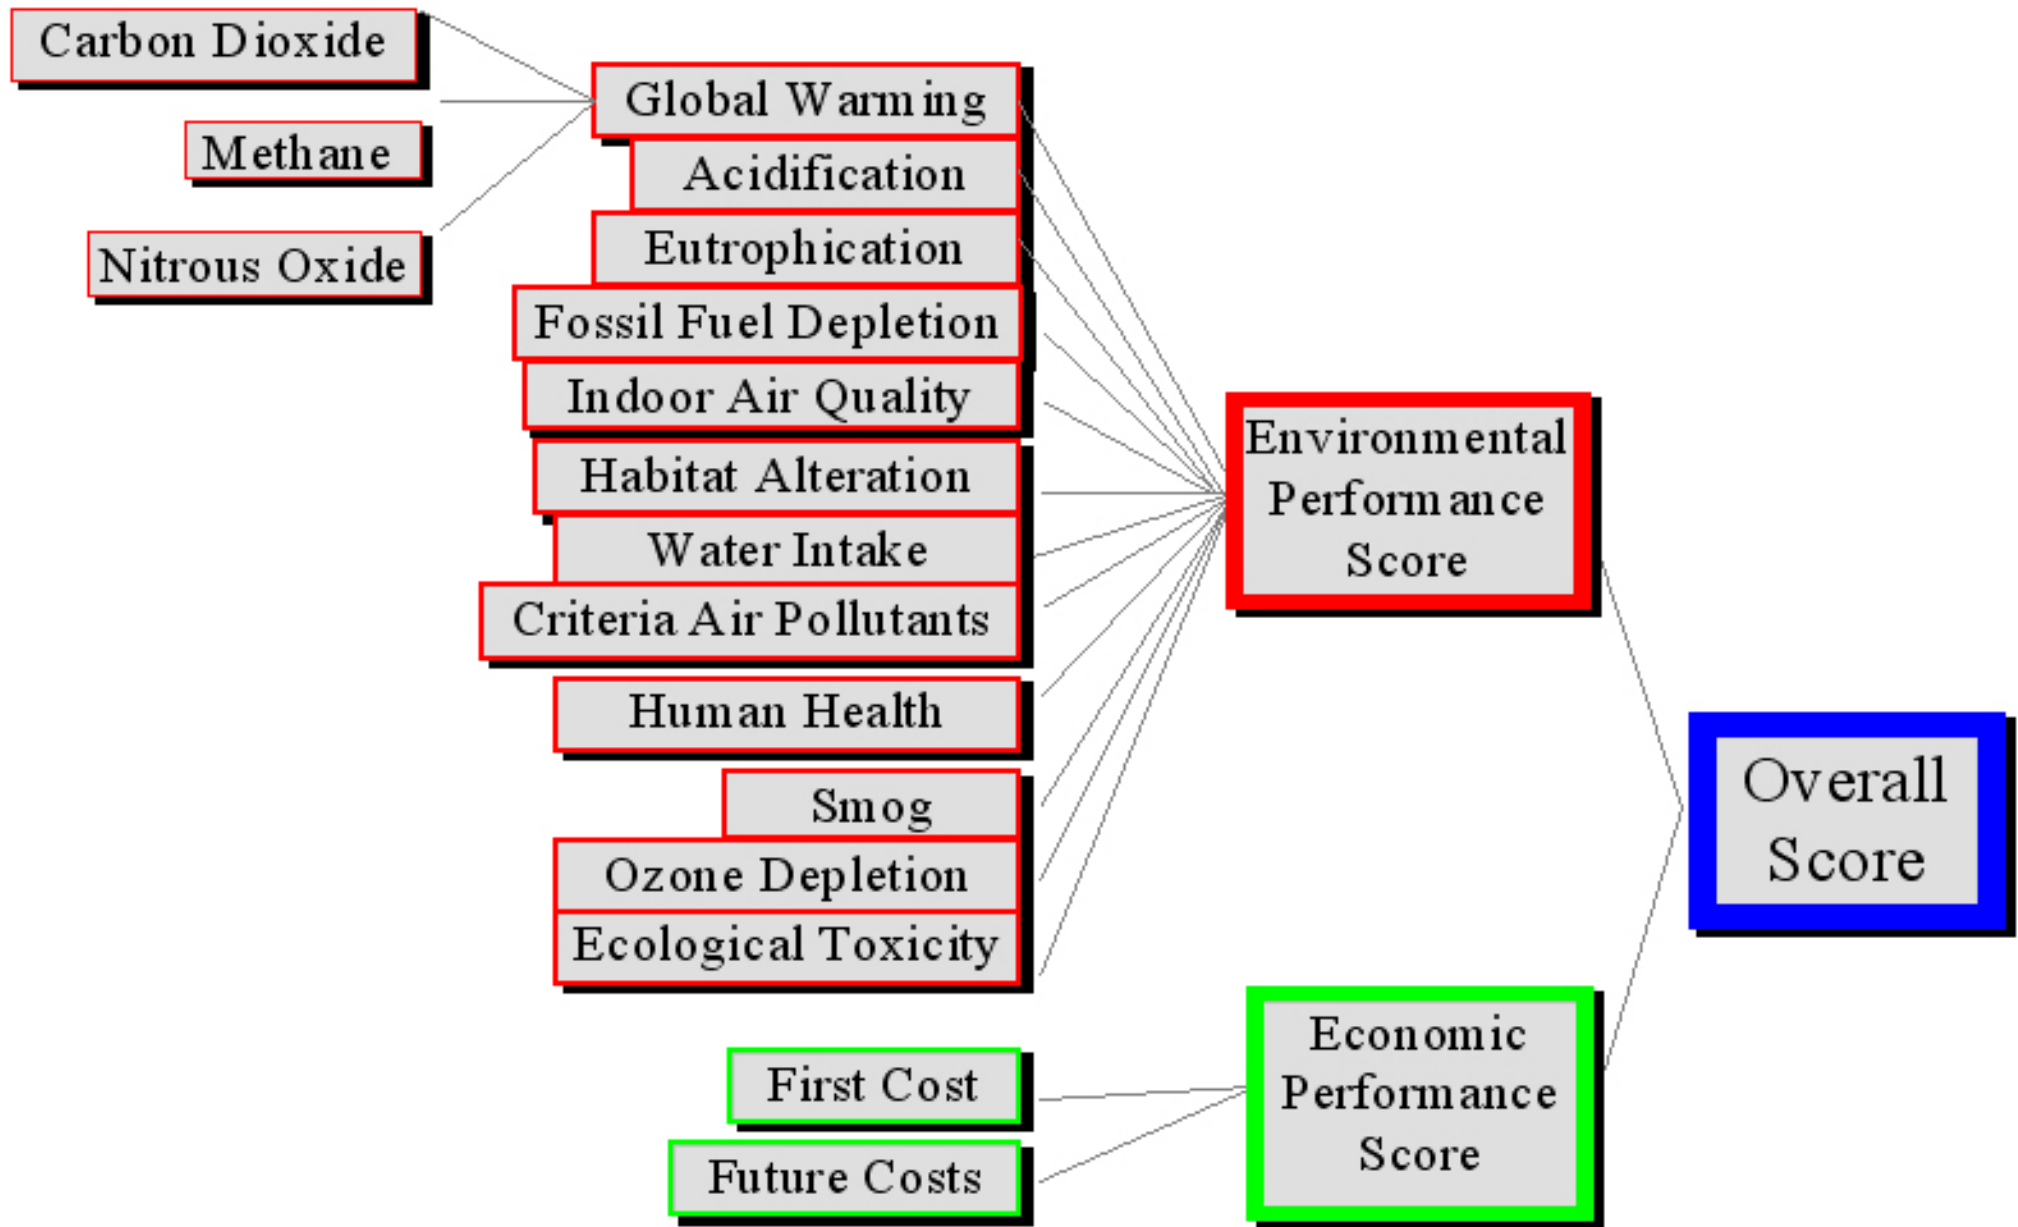 Carbon Dioxide
Methane
Nitrous Oxide
Global Warming
Acidification
Eutrophication
Fossil Fuel Depletion
Indoor Air Quality
Habitat Alteration
Water Intake
Criteria Air Pollutants
Human Health
Smog
Ozone Depletion
Ecological Toxicity
First Cost
Future Costs
Environmental
Performance
Score
Economic
Performance
Score
Overall
Score